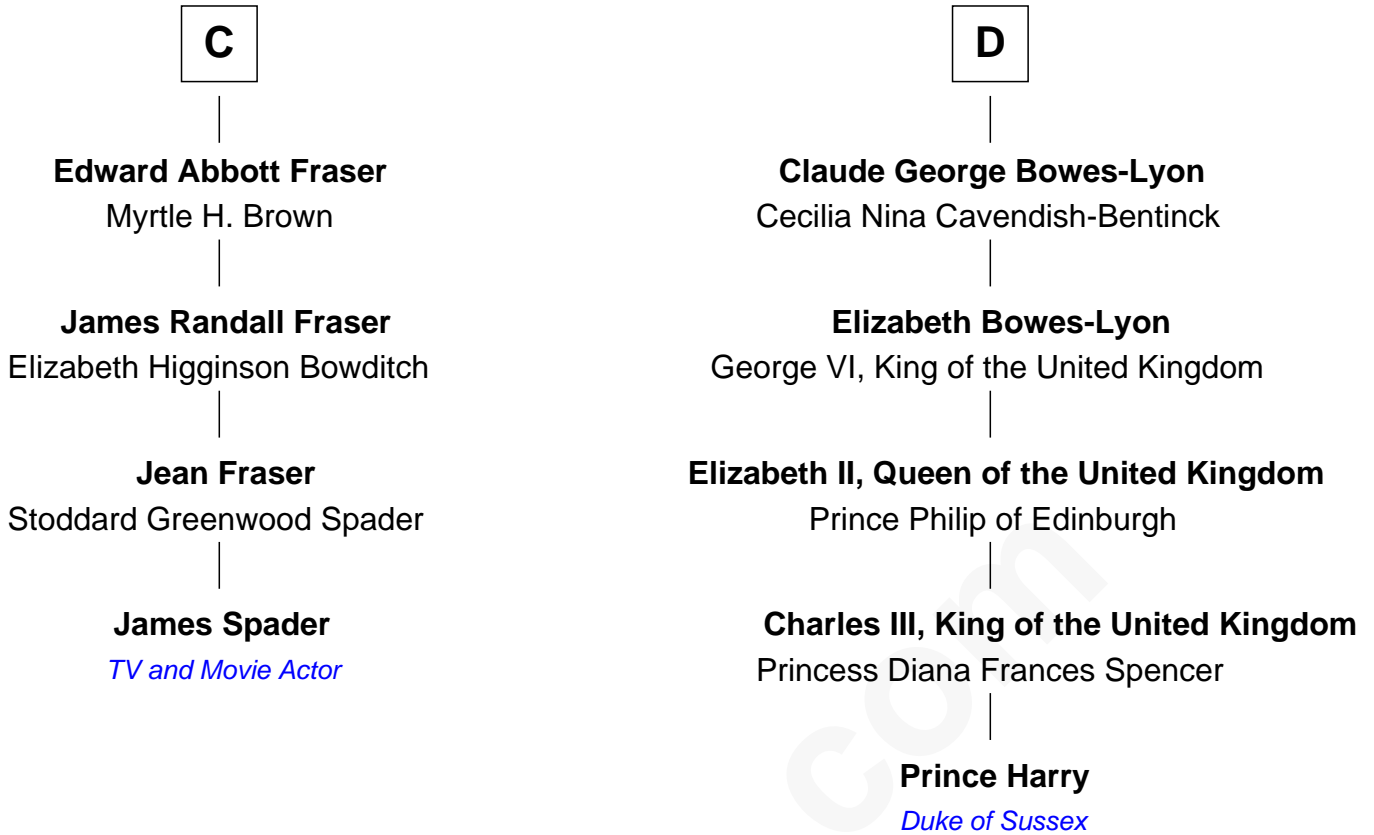 C
Edward Abbott Fraser
Myrtle H. Brown
James Randall Fraser
Elizabeth Higginson Bowditch
Jean Fraser
Stoddard Greenwood Spader
James Spader
TV and Movie Actor
D
Claude George Bowes-Lyon
Cecilia Nina Cavendish-Bentinck
Elizabeth Bowes-Lyon
George VI, King of the United Kingdom
Elizabeth II, Queen of the United Kingdom
Prince Philip of Edinburgh
Charles III, King of the United Kingdom
Princess Diana Frances Spencer
Prince Harry
Duke of Sussex
com